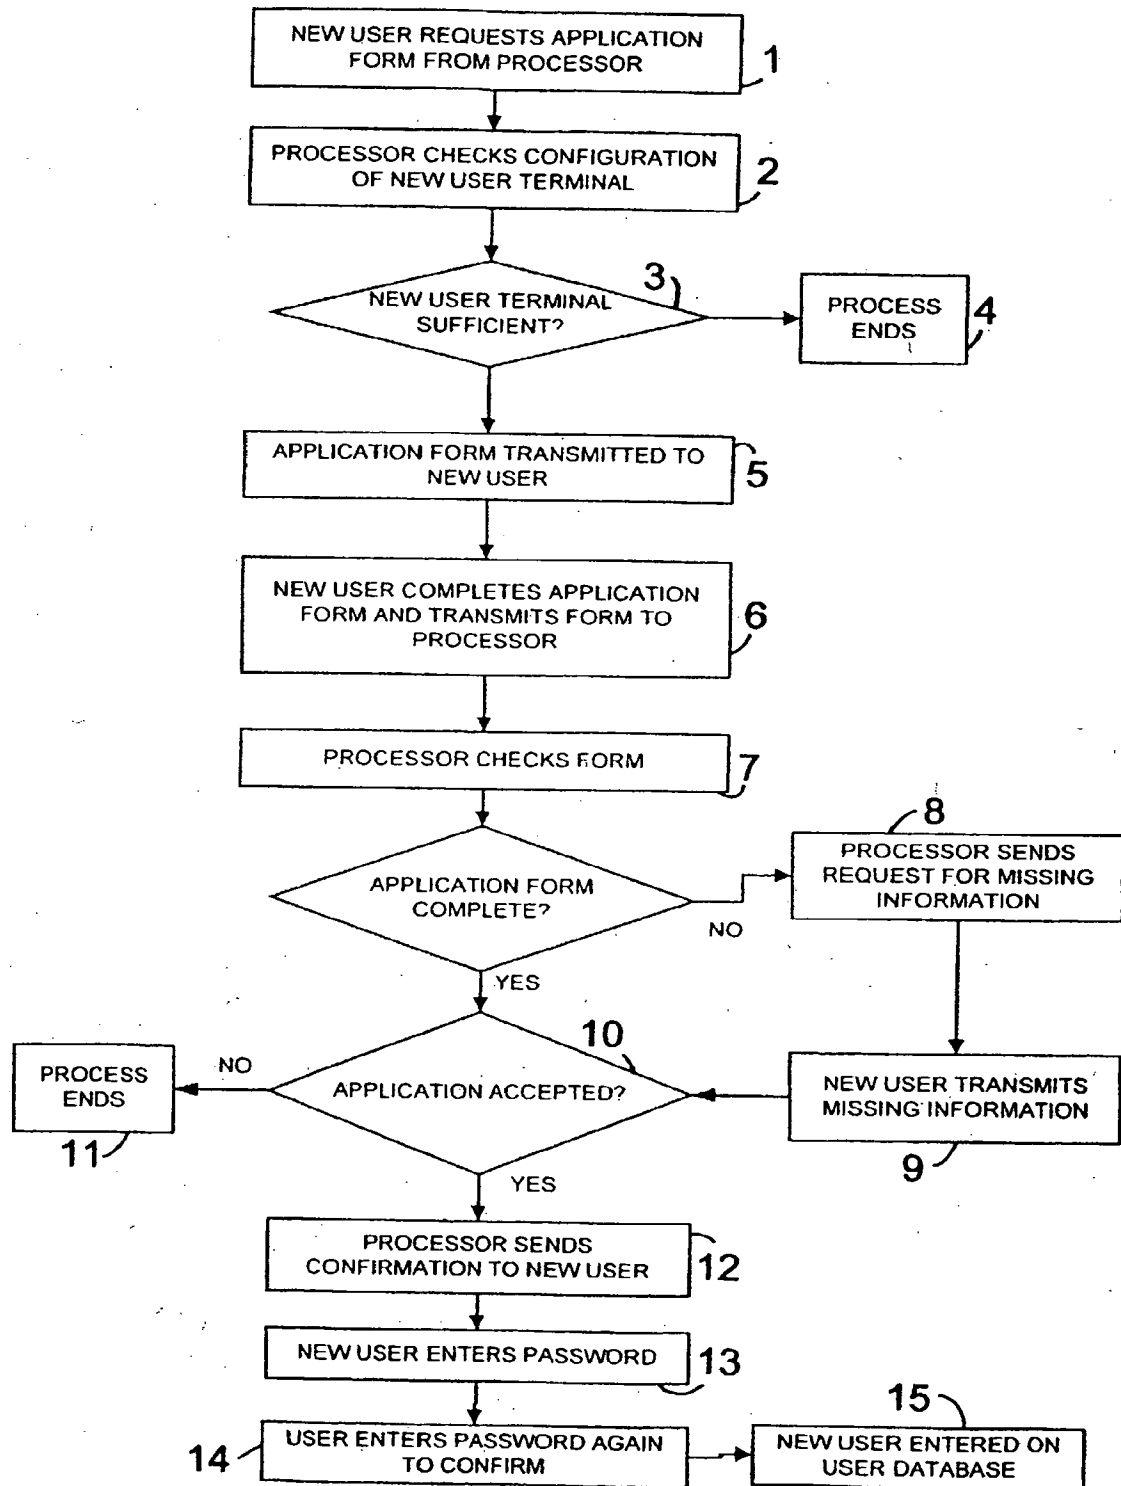 NEW USER REQUESTS APPLICATION
FORM FROM PROCESSOR
1
PROCESSOR CHECKS CONFIGURATION
OF NEW USER TERMINAL
2
NEW USER TERMINAL
SUFFICIENT?
3
PROCESS
ENDS
4
APPLICATION FORM TRANSMITTED TO
NEW USER
5
NEW USER COMPLETES APPLICATION
FORM AND TRANSMITS FORM TO
PROCESSOR
6
PROCESSOR CHECKS FORM
7
APPLICATION FORM
COMPLETE?
NO
YES
8
PROCESSOR SENDS
REQUEST FOR MISSING
INFORMATION
NEW USER TRANSMITS
MISSING INFORMATION
9
10
APPLICATION ACCEPTED?
NO
PROCESS
ENDS
11
YES
PROCESSOR SENDS
CONFIRMATION TO NEW USER
12
NEW USER ENTERS PASSWORD
13
14
USER ENTERS PASSWORD AGAIN
TO CONFIRM
15
NEW USER ENTERED ON
USER DATABASE